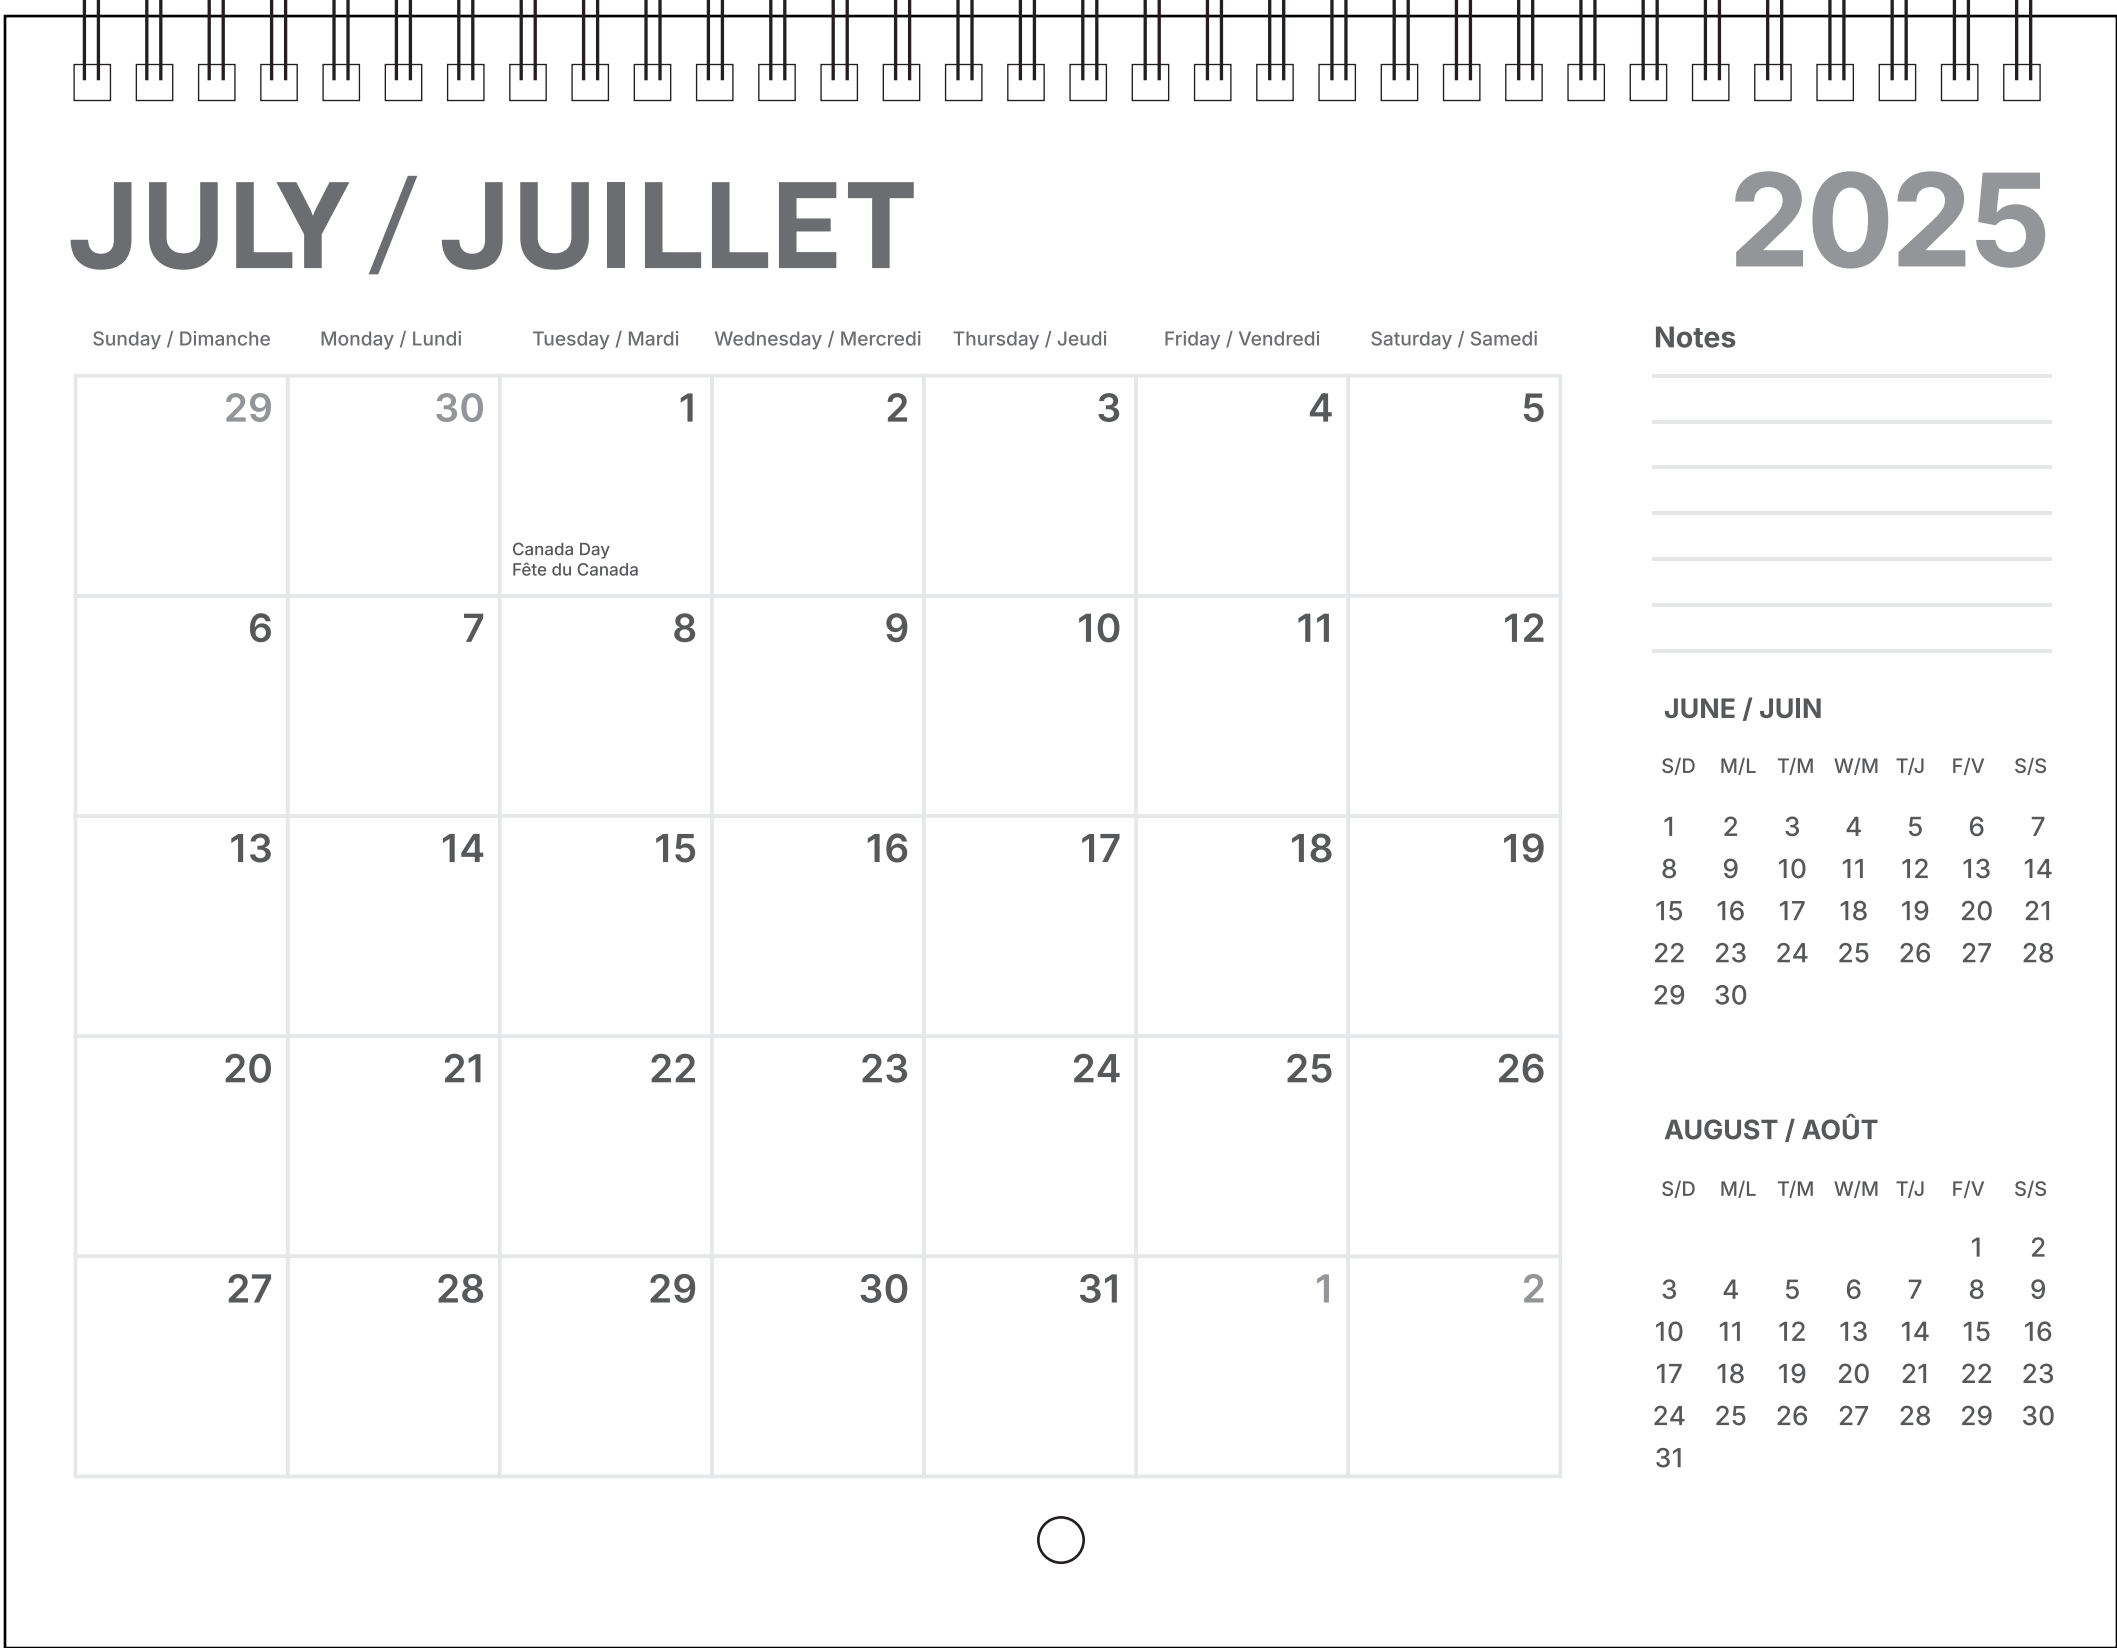 JULY / JUILLET
2025
Sunday / Dimanche Monday / Lundi Tuesday / Mardi Wednesday / Mercredi Thursday / Jeudi Friday / Vendredi Saturday / Samedi
29 30 1 2 3 4 5
Canada Day
Fête du Canada
6 7 8 9 10 11 12
13 14 15 16 17 18 19
20 21 22 23 24 25 26
27 28 29 30 31 1 2
Notes
JUNE / JUIN
S/D M/L T/M W/M T/J F/V S/S
1 2 3 4 5 6 7
8 9 10 11 12 13 14
15 16 17 18 19 20 21
22 23 24 25 26 27 28
29 30
AUGUST / AOÛT
S/D M/L T/M W/M T/J F/V S/S
1 2
3 4 5 6 7 8 9
10 11 12 13 14 15 16
17 18 19 20 21 22 23
24 25 26 27 28 29 30
31